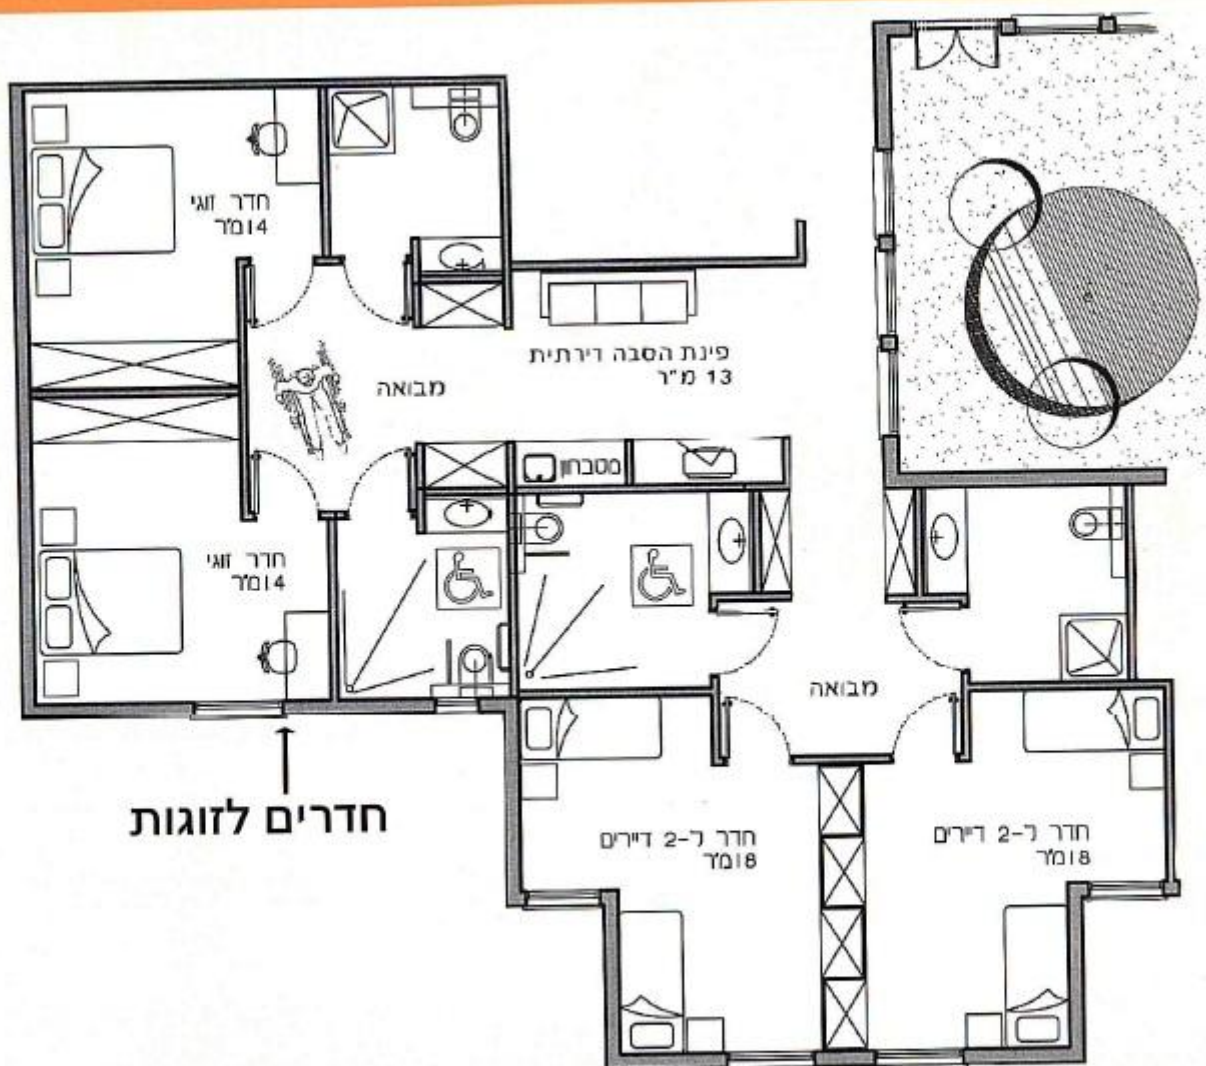 חדר זוגי
14מ"ר
פינת הסבה דירתית
13 מ"ר
מבואה
מטבחון
חדר זוגי
14מ"ר
מבואה
חדרים לזוגות
חדר ל-2 דיירים
18מ"ר
חדר ל-2 דיירים
18מ"ר